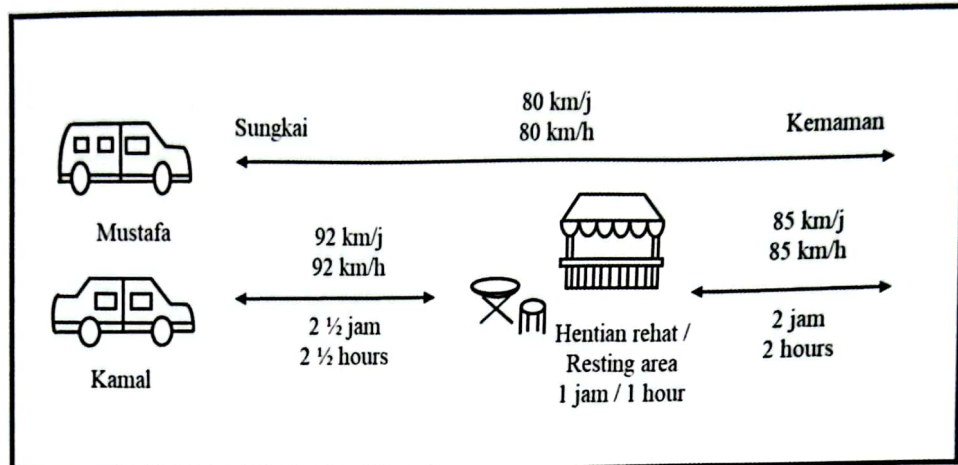 80 km/j
80 km/h
Sungkai
Kemaman
Mustafa
92 km/j
92 km/h
85 km/j
85 km/h
2 ½ jam
2 ½ hours
Hentian rehat /
Resting area
1 jam / 1 hour
2 jam
2 hours
Kamal